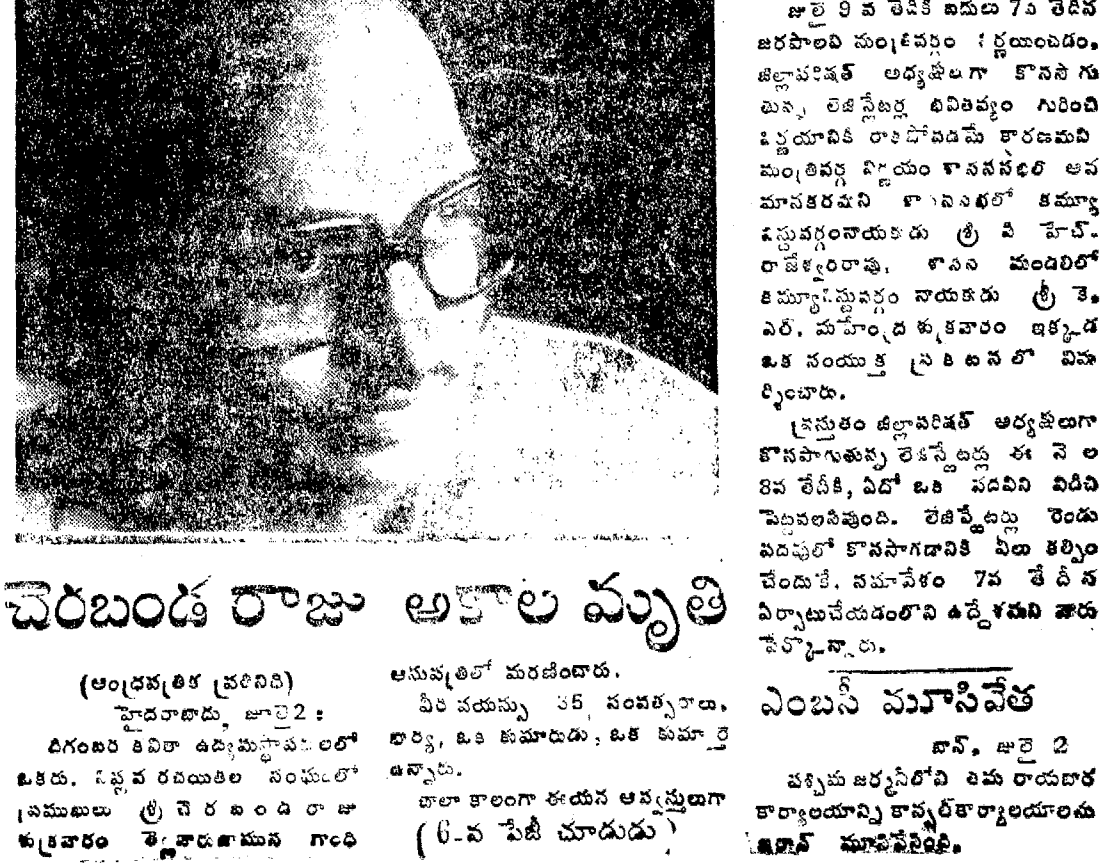 చెరబండ రాజు అకాల మృతి
(ఆంధ్రపత్రిక ప్రతినిధి)
హైదరాబాదు, జూలై 2 :
దిగంబర కవితా ఉద్యమస్థాపకులలో
ఒకరు. విప్లవ రచయితల సంఘంలో
ప్రముఖులు శ్రీ చెరబండరాజు
శుక్రవారం తెల్లవారుజామున గాంధి
ఆసుపత్రిలో మరణించారు.
వీరి వయస్సు 35 సంవత్సరాలు.
భార్య, ఒక కుమారుడు, ఒక కుమార్తె
ఉన్నారు.
చాలా కాలంగా ఈయన అస్వస్తులుగా
(6-వ పేజీ చూడుడు)
జులై 9 వ తేదీకి బదులు 7వ తేదీన
జరపాలని మంత్రివర్గం నిర్ణయించడం,
జిల్లాపరిషత్ అధ్యక్షులుగా కొనసాగు
తున్న లెజిస్లేటర్ల భవితవ్యం గురించి
నిర్ణయానికి రాకపోవడమే కారణమని
మంత్రివర్గ నిర్ణయం శాసనసభకి అవ
మానకరమని శాసనసభలో కమ్యూ
నిస్టువర్గంనాయకుడు శ్రీ వి హెచ్.
రాజేశ్వరరావు, శాసన మండలిలో
కమ్యూనిస్టువర్గం నాయకుడు శ్రీ కె.
ఎల్. మహేంద్ర శుక్రవారం ఇక్కడ
ఒక సంయుక్త ప్రకటనలో విమ
ర్శించారు.
ప్రస్తుతం జిల్లాపరిషత్ అధ్యక్షులుగా
కొనసాగుతున్న లెజిస్లేటర్లు ఈ నెల
8వ తేదీకి, ఏదో ఒక పదవిని విడిచి
పెట్టవలసివుంది. లెజిస్లేటర్లు రెండు
పదవులో కొనసాగడానికి వీలు కల్పిం
చేందుకే, సమావేశం 7వ తేదీన
ఏర్పాటుచేయడంలోని ఉద్దేశమని వారు
పేర్కొన్నారు.
ఎంబసీ మూసివేత
బాన్, జులై 2
పశ్చిమ జర్మనీలోని తమ రాయబార
కార్యాలయాన్ని కాన్సల్‌కార్యాలయాలను
ఇరాన్ మూసివేసింది.